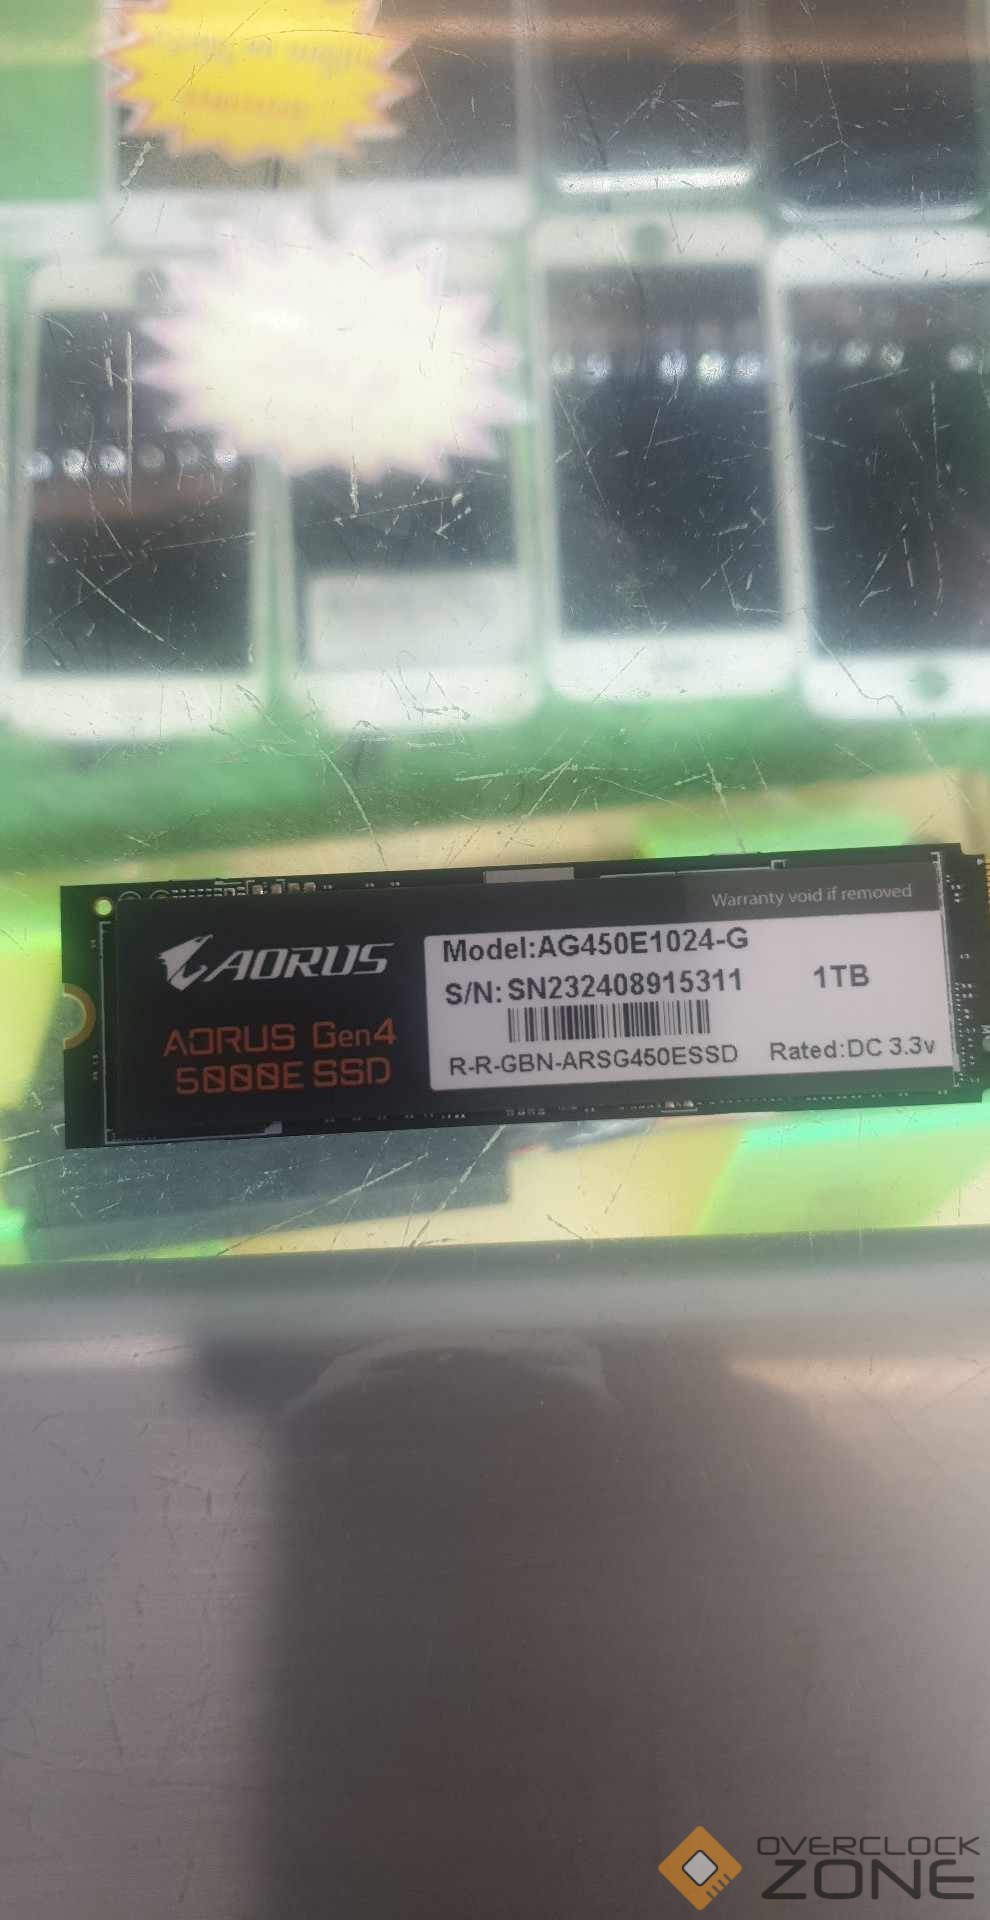 Warranty void if removed
AORUS
AORUS Gen4
5000E SSD
Model:AG450E1024-G
S/N:SN232408915311
1TB
R-R-GBN-ARSG450ESSD
Rated:DC 3.3v
OVERCLOCK
ZONE